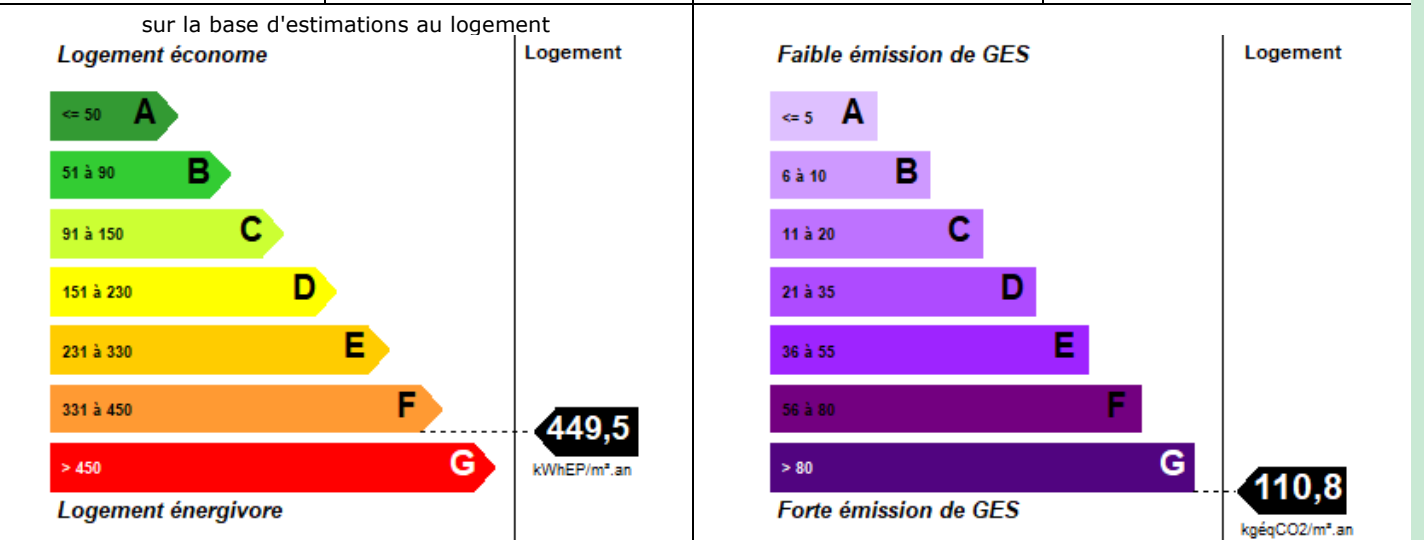 sur la base d'estimations au logement
Logement économe
Logement
<= 50 A
51 à 90 B
91 à 150 C
151 à 230 D
231 à 330 E
331 à 450 F
449,5
> 450 G
kWhEP/m².an
Logement énergivore
Faible émission de GES
Logement
<= 5 A
6 à 10 B
11 à 20 C
21 à 35 D
36 à 55 E
56 à 80 F
> 80 G
110,8
Forte émission de GES
kgéqCO2/m².an